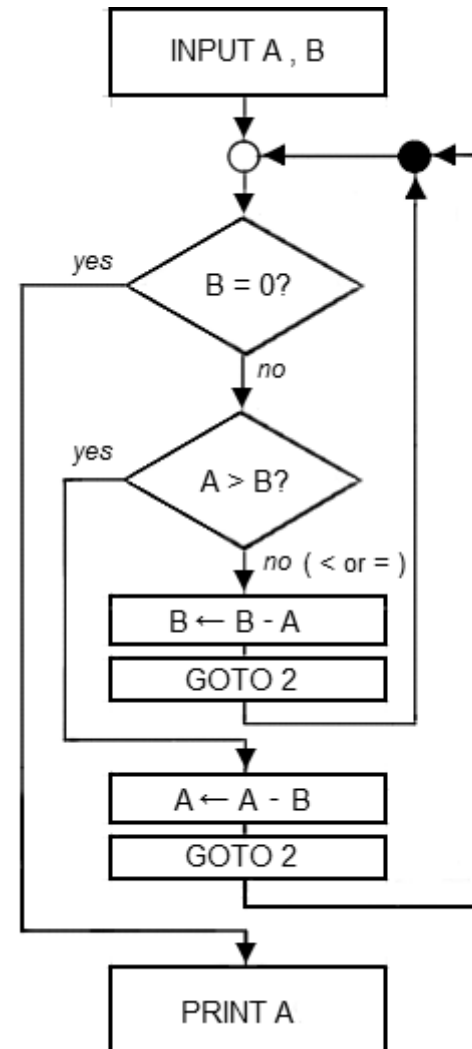 INPUT A , B
yes
B = 0?
no
yes
A > B?
no ( < or = )
B ← B - A
GOTO 2
A ← A - B
GOTO 2
PRINT A